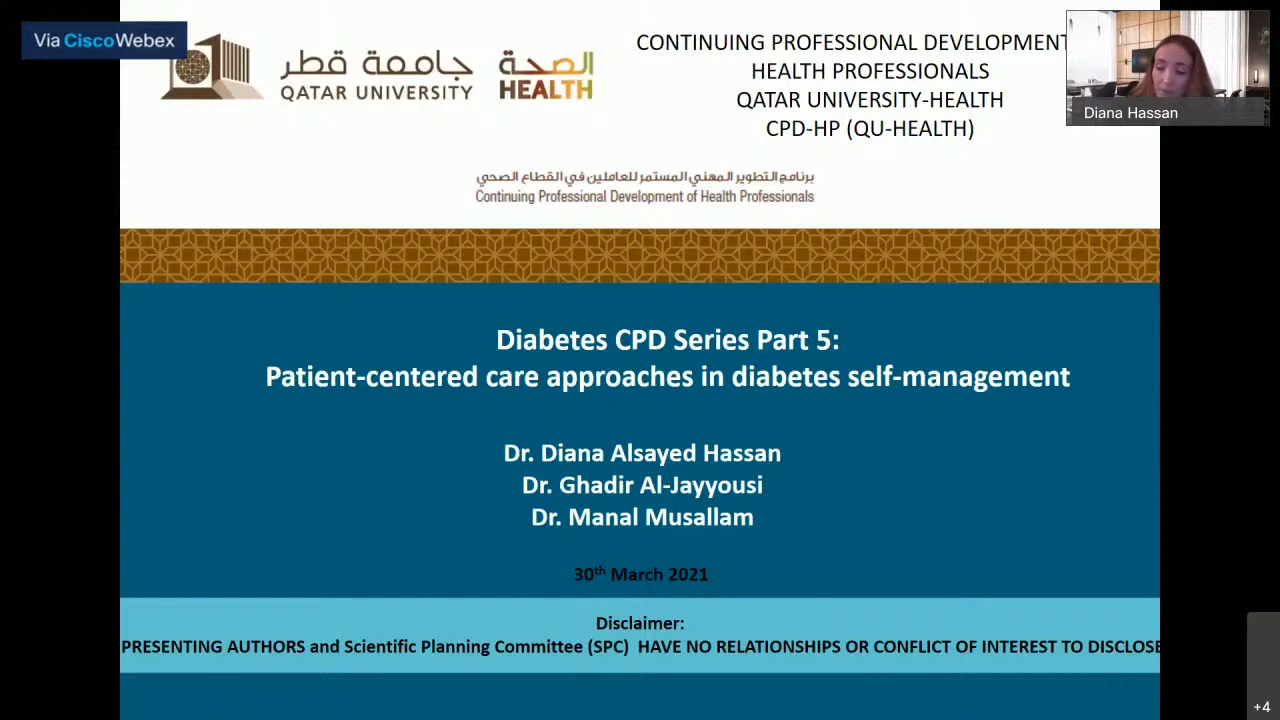 Via Cisco Webex
جامعة قطر
QATAR UNIVERSITY
الصحة
HEALTH
CONTINUING PROFESSIONAL DEVELOPMENT
HEALTH PROFESSIONALS
QATAR UNIVERSITY-HEALTH
CPD-HP (QU-HEALTH)
Diana Hassan
برنامج التطوير المهني المستمر للعاملين في القطاع الصحي
Continuing Professional Development of Health Professionals
Diabetes CPD Series Part 5:
Patient-centered care approaches in diabetes self-management
Dr. Diana Alsayed Hassan
Dr. Ghadir Al-Jayyousi
Dr. Manal Musallam
30th March 2021
Disclaimer:
PRESENTING AUTHORS and Scientific Planning Committee (SPC) HAVE NO RELATIONSHIPS OR CONFLICT OF INTEREST TO DISCLOSE
+4